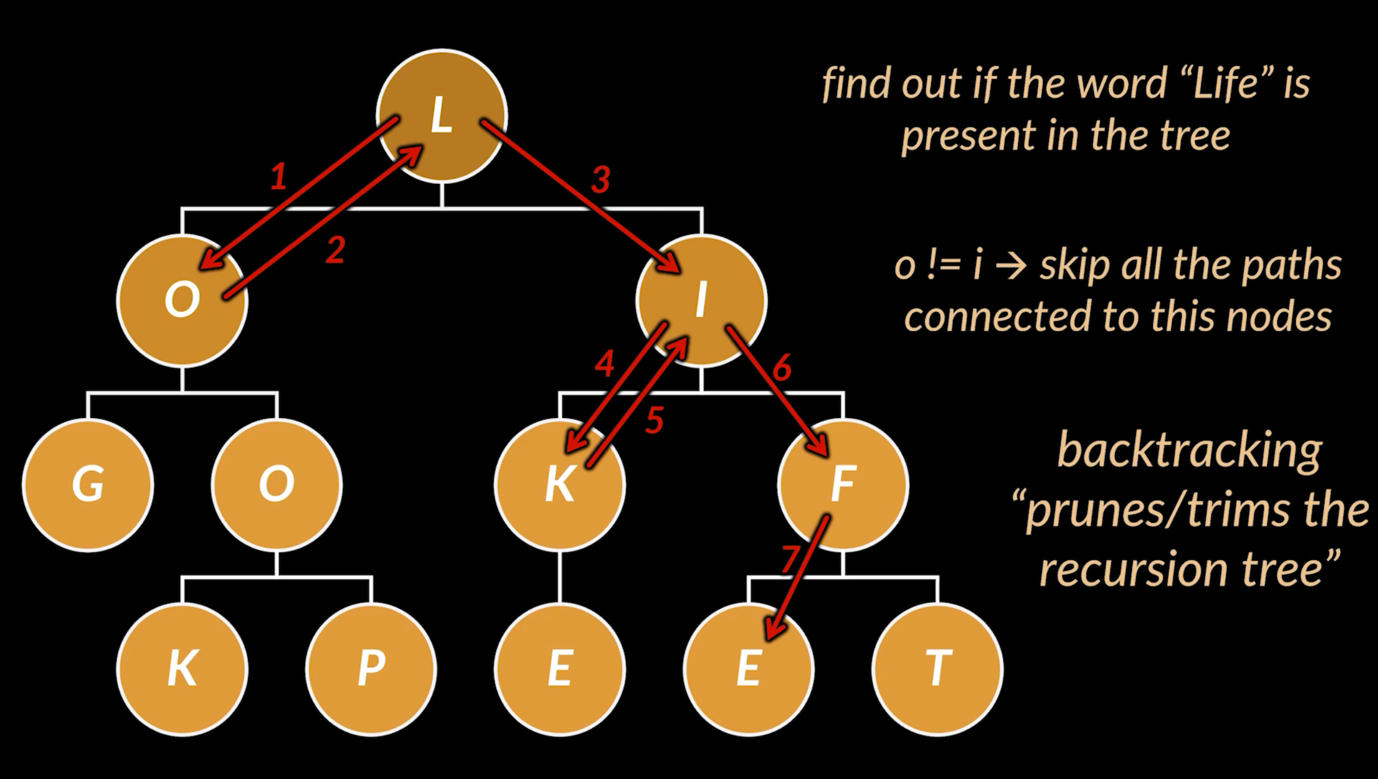 L
find out if the word “Life” is
present in the tree
1
3
2
O
I
o != i → skip all the paths
connected to this nodes
4
6
5
G
O
K
F
backtracking
“prunes/trims the
recursion tree”
7
K
P
E
E
T